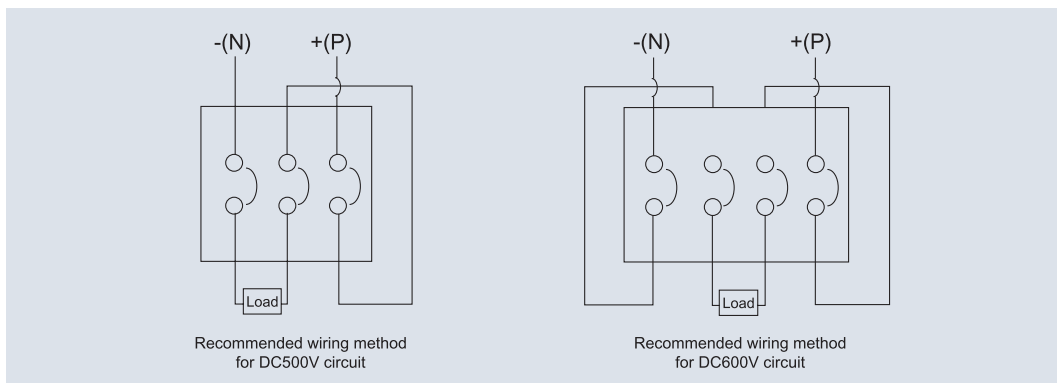 -(N)
+(P)
Load
Recommended wiring method
for DC500V circuit
-(N)
+(P)
Load
Recommended wiring method
for DC600V circuit